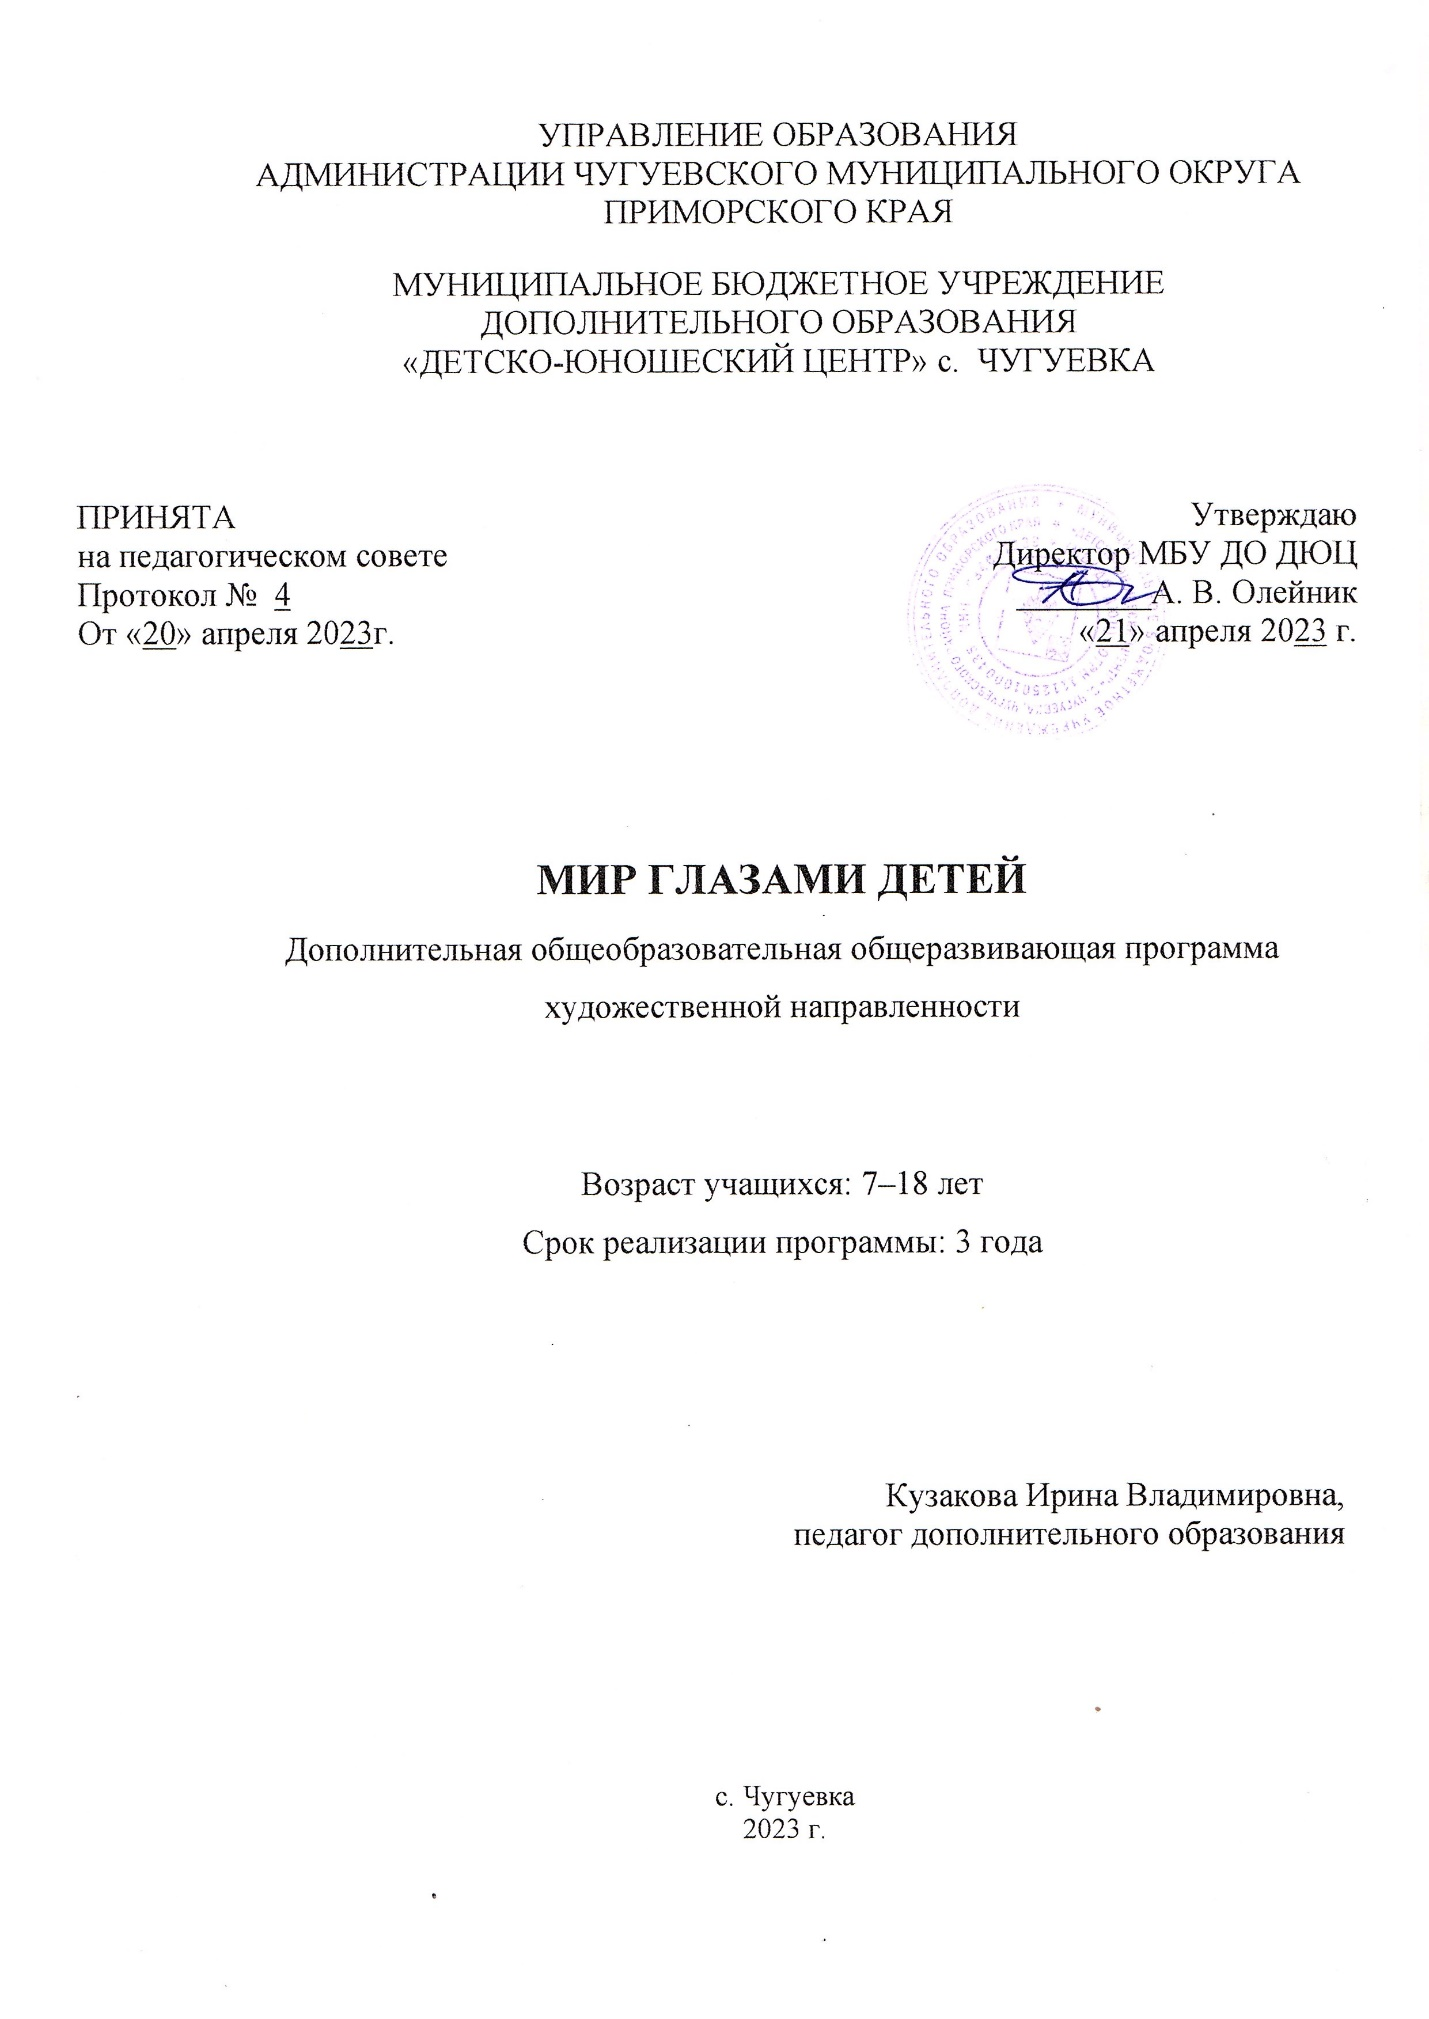 УПРАВЛЕНИЕ ОБРАЗОВАНИЯ
АДМИНИСТРАЦИИ ЧУГУЕВСКОГО МУНИЦИПАЛЬНОГО ОКРУГА
ПРИМОРСКОГО КРАЯ
МУНИЦИПАЛЬНОЕ БЮДЖЕТНОЕ УЧРЕЖДЕНИЕ
ДОПОЛНИТЕЛЬНОГО ОБРАЗОВАНИЯ
«ДЕТСКО-ЮНОШЕСКИЙ ЦЕНТР» с. ЧУГУЕВКА
ПРИНЯТА
на педагогическом совете
Протокол № 4
От «20» апреля 2023г.
Утверждаю
Директор МБУ ДО ДЮЦ
________А. В. Олейник
«21» апреля 2023 г.
МИР ГЛАЗАМИ ДЕТЕЙ
Дополнительная общеобразовательная общеразвивающая программа
художественной направленности
Возраст учащихся: 7–18 лет
Срок реализации программы: 3 года
Кузакова Ирина Владимировна,
педагог дополнительного образования
с. Чугуевка
2023 г.